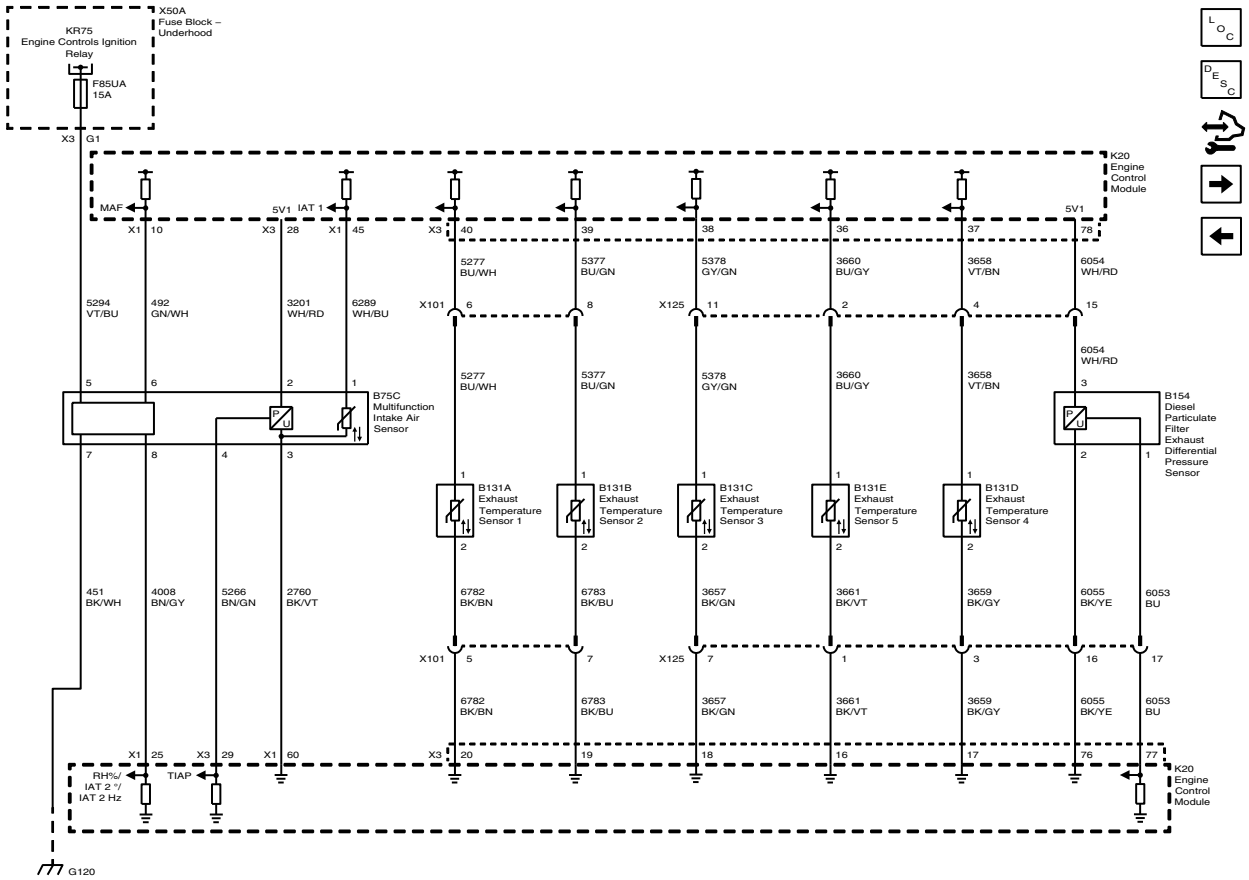 X50A
Fuse Block –
Underhood
KR75
Engine Controls Ignition
Relay
F85UA
15A
X3 G1
L
O
C
D
E
S
C
K20
Engine
Control
Module
MAF
5V1
IAT 1
5V1
X1 10
X3 28
X1 45
X3 40
39
38
36
37
78
5277
BU/WH
5377
BU/GN
5378
GY/GN
3660
BU/GY
3658
VT/BN
6054
WH/RD
5294
VT/BU
492
GN/WH
3201
WH/RD
6289
WH/BU
X101 6
8
X125 11
2
4
15
5277
BU/WH
5377
BU/GN
5378
GY/GN
3660
BU/GY
3658
VT/BN
6054
WH/RD
5
6
2
1
3
B75C
Multifunction
Intake Air
Sensor
P
U
P
U
B154
Diesel
Particulate
Filter
Exhaust
Differential
Pressure
Sensor
7
8
4
3
2
1
1
1
1
1
1
B131A
Exhaust
Temperature
Sensor 1
B131B
Exhaust
Temperature
Sensor 2
B131C
Exhaust
Temperature
Sensor 3
B131E
Exhaust
Temperature
Sensor 5
B131D
Exhaust
Temperature
Sensor 4
2
2
2
2
2
451
BK/WH
4008
BN/GY
5266
BN/GN
2760
BK/VT
6782
BK/BN
6783
BK/BU
3657
BK/GN
3661
BK/VT
3659
BK/GY
6055
BK/YE
6053
BU
X101 5
7
X125 7
1
3
16
17
6782
BK/BN
6783
BK/BU
3657
BK/GN
3661
BK/VT
3659
BK/GY
6055
BK/YE
6053
BU
X1 25
X3 29
X1 60
X3 20
19
18
16
17
76
77
RH%/
IAT 2 °/
IAT 2 Hz
TIAP
K20
Engine
Control
Module
G120